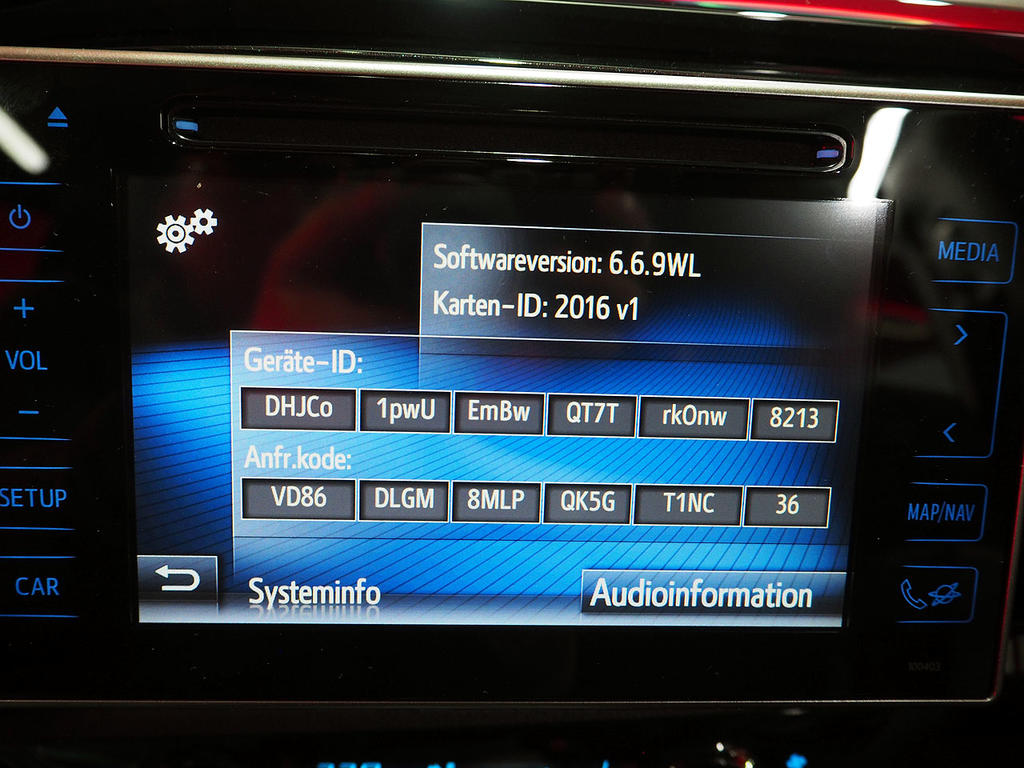 Softwareversion: 6.6.9WL
Karten-ID: 2016 v1
Geräte-ID:
DHJCo 1pwU EmBw QT7T rkOnw 8213
Anfr.kode:
VD86 DLGM 8MLP QK5G T1NC 36
Systeminfo Audioinformation
VOL
SETUP
CAR
MEDIA
MAP/NAV
100403